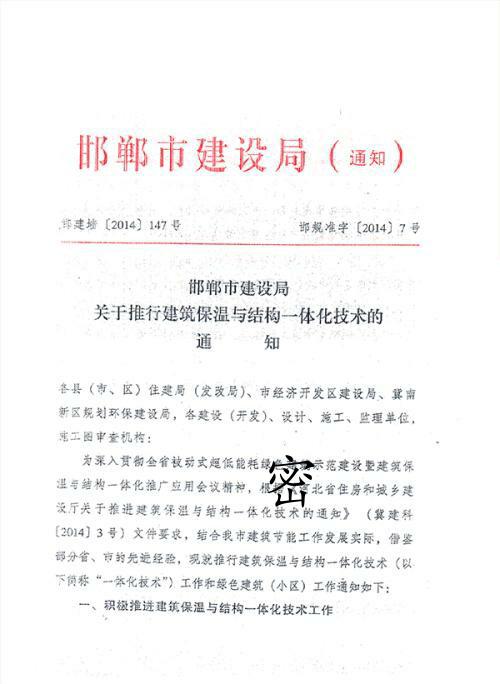 邯郸市建设局（通知）
邯建墙〔2014〕147号 邯规准字〔2014〕7号
邯郸市建设局
关于推行建筑保温与结构一体化技术的
通 知
各县（市、区）住建局（发改局）、市经济开发区建设局、冀南
新区规划环保建设局，各建设（开发）、设计、施工、监理单位，
施工图审查机构：
为深入贯彻全省被动式超低能耗绿色建筑示范建设暨建筑保
温与结构一体化推广应用会议精神，根据《河北省住房和城乡建
设厅关于推进建筑保温与结构一体化技术的通知》（冀建科
〔2014〕3号）文件要求，结合我市建筑节能工作发展实际，借鉴
部分省、市的先进经验，现就推行建筑保温与结构一体化技术（以
下简称“一体化技术”）工作和绿色建筑（小区）工作通知如下：
一、积极推进建筑保温与结构一体化技术工作
密